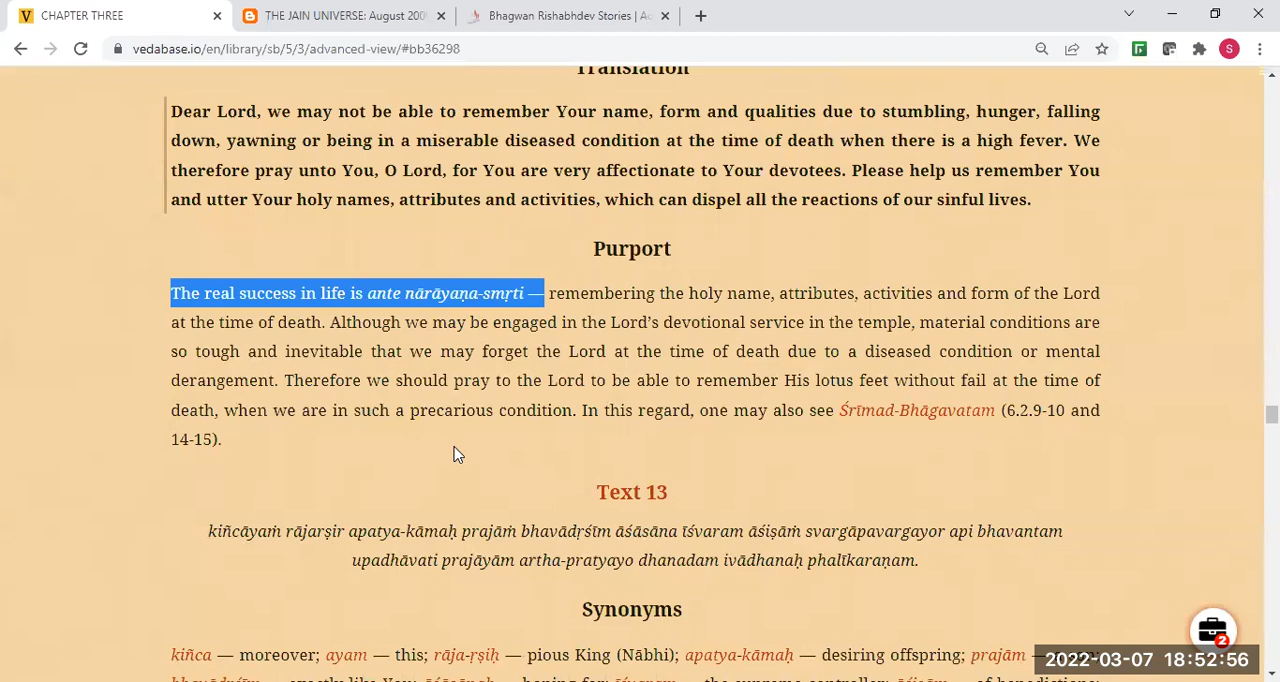 CHAPTER THREE
THE JAIN UNIVERSE: August 200
Bhagwan Rishabhdev Stories | A
vedabase.io/en/library/sb/5/3/advanced-view/#bb36298
S
Translation
Dear Lord, we may not be able to remember Your name, form and qualities due to stumbling, hunger, falling
down, yawning or being in a miserable diseased condition at the time of death when there is a high fever. We
therefore pray unto You, O Lord, for You are very affectionate to Your devotees. Please help us remember You
and utter Your holy names, attributes and activities, which can dispel all the reactions of our sinful lives.
Purport
The real success in life is ante nārāyaṇa-smṛti — remembering the holy name, attributes, activities and form of the Lord
at the time of death. Although we may be engaged in the Lord’s devotional service in the temple, material conditions are
so tough and inevitable that we may forget the Lord at the time of death due to a diseased condition or mental
derangement. Therefore we should pray to the Lord to be able to remember His lotus feet without fail at the time of
death, when we are in such a precarious condition. In this regard, one may also see Śrīmad-Bhāgavatam (6.2.9-10 and
14-15).
Text 13
kiñcāyaṁ rājarṣir apatya-kāmaḥ prajāṁ bhavādṛśīm āśāsāna īśvaram āśiṣāṁ svargāpavargayor api bhavantam
upadhāvati prajāyām artha-pratyayo dhanadam ivādhanaḥ phalīkaraṇam.
Synonyms
kiñca — moreover; ayam — this; rāja-ṛṣiḥ — pious King (Nābhi); apatya-kāmaḥ — desiring offspring; prajām —
2
2022-03-07 18:52:56